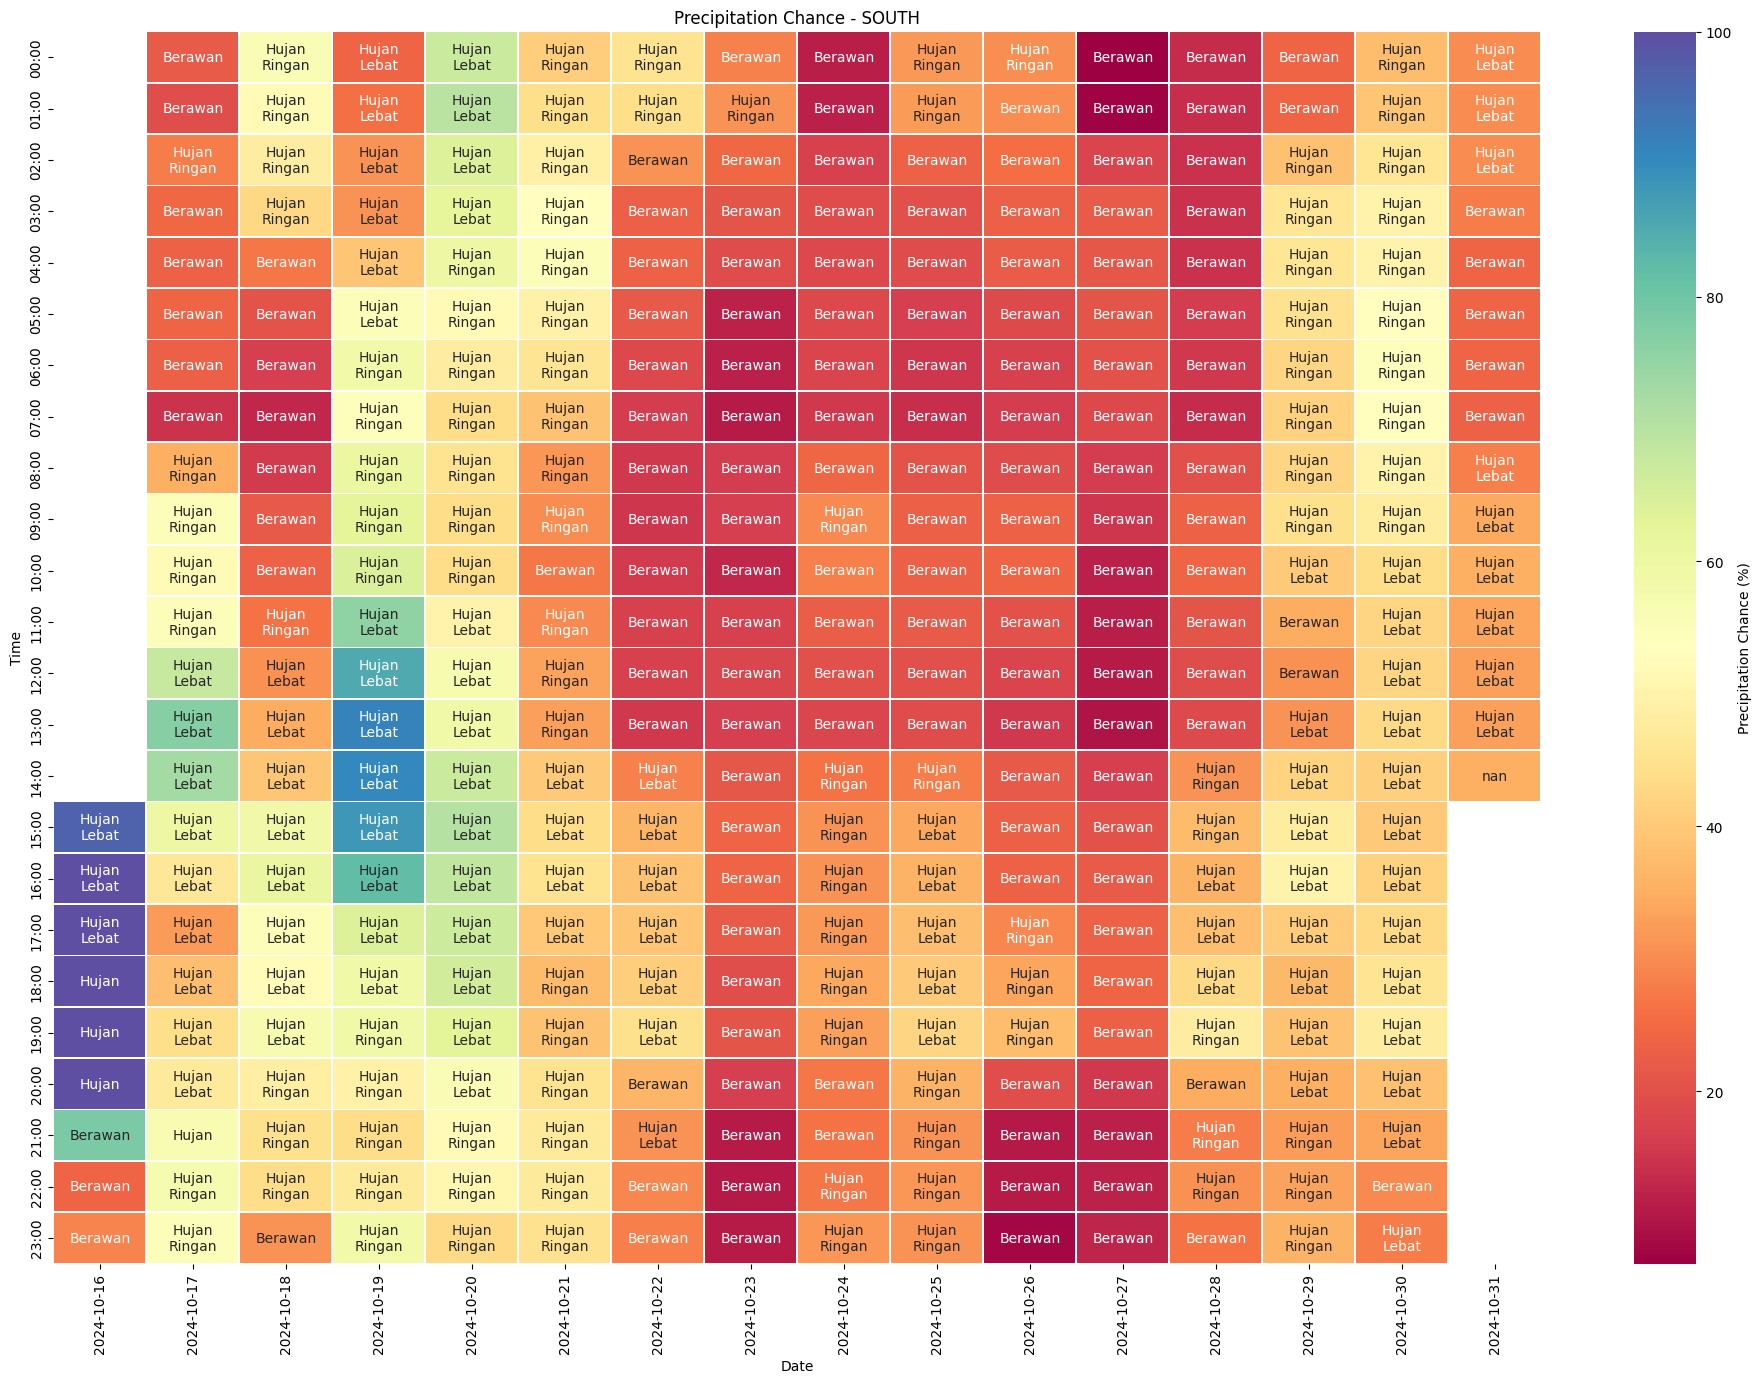 Precipitation Chance - SOUTH
Time
00:00 Berawan Hujan Ringan Hujan Lebat Hujan Lebat Hujan Ringan Hujan Ringan Berawan Berawan Hujan Ringan Hujan Ringan Berawan Berawan Berawan Hujan Ringan Hujan Lebat
01:00 Berawan Hujan Ringan Hujan Lebat Hujan Lebat Hujan Ringan Hujan Ringan Hujan Ringan Berawan Hujan Ringan Berawan Berawan Berawan Berawan Hujan Ringan Hujan Lebat
02:00 Hujan Ringan Hujan Ringan Hujan Lebat Hujan Lebat Hujan Ringan Berawan Berawan Berawan Berawan Berawan Berawan Berawan Hujan Ringan Hujan Ringan Hujan Lebat
03:00 Berawan Hujan Ringan Hujan Lebat Hujan Lebat Hujan Ringan Berawan Berawan Berawan Berawan Berawan Berawan Berawan Hujan Ringan Hujan Ringan Berawan
04:00 Berawan Berawan Hujan Lebat Hujan Ringan Hujan Ringan Berawan Berawan Berawan Berawan Berawan Berawan Berawan Hujan Ringan Hujan Ringan Berawan
05:00 Berawan Berawan Hujan Lebat Hujan Ringan Hujan Ringan Berawan Berawan Berawan Berawan Berawan Berawan Berawan Hujan Ringan Hujan Ringan Berawan
06:00 Berawan Berawan Hujan Ringan Hujan Ringan Hujan Ringan Berawan Berawan Berawan Berawan Berawan Berawan Berawan Hujan Ringan Hujan Ringan Berawan
07:00 Berawan Berawan Hujan Ringan Hujan Ringan Hujan Ringan Berawan Berawan Berawan Berawan Berawan Berawan Berawan Hujan Ringan Hujan Ringan Berawan
08:00 Hujan Ringan Berawan Hujan Ringan Hujan Ringan Hujan Ringan Berawan Berawan Berawan Berawan Berawan Berawan Berawan Hujan Ringan Hujan Ringan Hujan Lebat
09:00 Hujan Ringan Berawan Hujan Ringan Hujan Ringan Hujan Ringan Berawan Berawan Hujan Ringan Berawan Berawan Berawan Berawan Hujan Ringan Hujan Ringan Hujan Lebat
10:00 Hujan Ringan Berawan Hujan Ringan Hujan Ringan Berawan Berawan Berawan Berawan Berawan Berawan Berawan Berawan Hujan Lebat Hujan Lebat Hujan Lebat
11:00 Hujan Ringan Hujan Ringan Hujan Lebat Hujan Lebat Hujan Ringan Berawan Berawan Berawan Berawan Berawan Berawan Berawan Berawan Hujan Lebat Hujan Lebat
12:00 Hujan Lebat Hujan Lebat Hujan Lebat Hujan Lebat Hujan Ringan Berawan Berawan Berawan Berawan Berawan Berawan Berawan Berawan Hujan Lebat Hujan Lebat
13:00 Hujan Lebat Hujan Lebat Hujan Lebat Hujan Lebat Hujan Ringan Berawan Berawan Berawan Berawan Berawan Berawan Berawan Hujan Lebat Hujan Lebat Hujan Lebat
14:00 Hujan Lebat Hujan Lebat Hujan Lebat Hujan Lebat Hujan Lebat Hujan Lebat Berawan Hujan Ringan Hujan Ringan Berawan Berawan Hujan Ringan Hujan Lebat Hujan Lebat nan
15:00 Hujan Lebat Hujan Lebat Hujan Lebat Hujan Lebat Hujan Lebat Hujan Lebat Hujan Lebat Berawan Hujan Ringan Hujan Lebat Berawan Berawan Hujan Ringan Hujan Lebat Hujan Lebat
16:00 Hujan Lebat Hujan Lebat Hujan Lebat Hujan Lebat Hujan Lebat Hujan Lebat Hujan Lebat Berawan Hujan Ringan Hujan Lebat Berawan Berawan Hujan Lebat Hujan Lebat Hujan Lebat
17:00 Hujan Lebat Hujan Lebat Hujan Lebat Hujan Lebat Hujan Lebat Hujan Lebat Hujan Lebat Berawan Hujan Ringan Hujan Lebat Hujan Ringan Berawan Hujan Lebat Hujan Lebat Hujan Lebat
18:00 Hujan Hujan Lebat Hujan Lebat Hujan Lebat Hujan Lebat Hujan Ringan Hujan Lebat Berawan Hujan Ringan Hujan Lebat Hujan Ringan Berawan Hujan Lebat Hujan Lebat Hujan Lebat
19:00 Hujan Hujan Lebat Hujan Lebat Hujan Ringan Hujan Lebat Hujan Ringan Hujan Lebat Berawan Hujan Ringan Hujan Lebat Hujan Ringan Berawan Hujan Ringan Hujan Lebat Hujan Lebat
20:00 Hujan Hujan Lebat Hujan Ringan Hujan Ringan Hujan Lebat Hujan Ringan Berawan Berawan Berawan Hujan Ringan Berawan Berawan Berawan Hujan Lebat Hujan Lebat
21:00 Berawan Hujan Hujan Ringan Hujan Ringan Hujan Ringan Hujan Ringan Hujan Lebat Berawan Berawan Hujan Ringan Berawan Berawan Hujan Ringan Hujan Ringan Hujan Lebat
22:00 Berawan Hujan Ringan Hujan Ringan Hujan Ringan Hujan Ringan Hujan Ringan Berawan Berawan Hujan Ringan Hujan Ringan Berawan Berawan Hujan Ringan Hujan Ringan Berawan
23:00 Berawan Hujan Ringan Berawan Hujan Ringan Hujan Ringan Hujan Ringan Berawan Berawan Hujan Ringan Hujan Ringan Berawan Berawan Berawan Hujan Ringan Hujan Lebat
2024-10-16 2024-10-17 2024-10-18 2024-10-19 2024-10-20 2024-10-21 2024-10-22 2024-10-23 2024-10-24 2024-10-25 2024-10-26 2024-10-27 2024-10-28 2024-10-29 2024-10-30 2024-10-31
Date
100
80
60
40
20
Precipitation Chance (%)